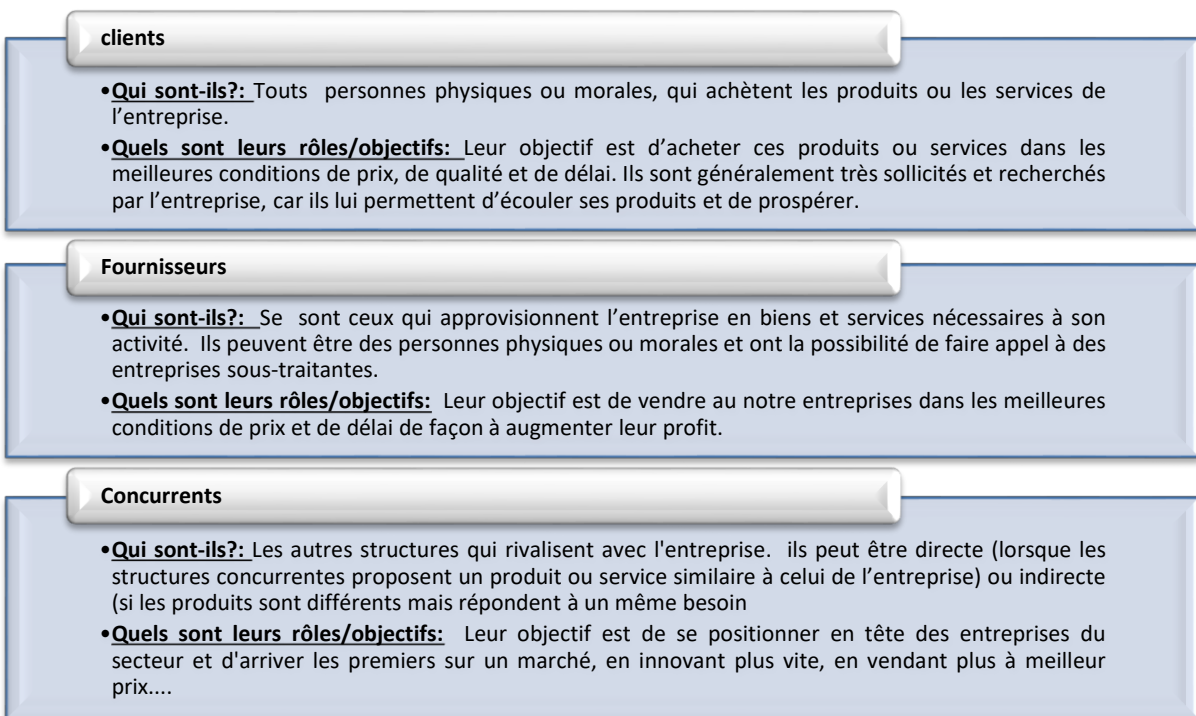 clients
•Qui sont-ils?: Touts personnes physiques ou morales, qui achètent les produits ou les services de
l’entreprise.
•Quels sont leurs rôles/objectifs: Leur objectif est d’acheter ces produits ou services dans les
meilleures conditions de prix, de qualité et de délai. Ils sont généralement très sollicités et recherchés
par l’entreprise, car ils lui permettent d’écouler ses produits et de prospérer.
Fournisseurs
•Qui sont-ils?: Se sont ceux qui approvisionnent l’entreprise en biens et services nécessaires à son
activité. Ils peuvent être des personnes physiques ou morales et ont la possibilité de faire appel à des
entreprises sous-traitantes.
•Quels sont leurs rôles/objectifs: Leur objectif est de vendre au notre entreprises dans les meilleures
conditions de prix et de délai de façon à augmenter leur profit.
Concurrents
•Qui sont-ils?: Les autres structures qui rivalisent avec l'entreprise. ils peut être directe (lorsque les
structures concurrentes proposent un produit ou service similaire à celui de l’entreprise) ou indirecte
(si les produits sont différents mais répondent à un même besoin
•Quels sont leurs rôles/objectifs: Leur objectif est de se positionner en tête des entreprises du
secteur et d'arriver les premiers sur un marché, en innovant plus vite, en vendant plus à meilleur
prix....